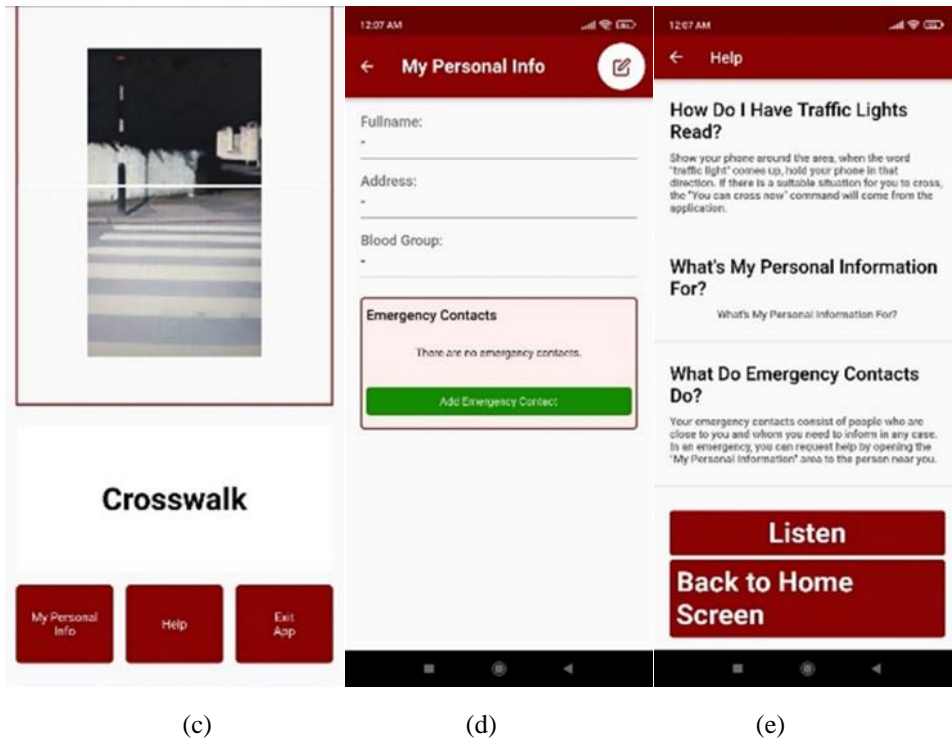 Crosswalk
My Personal
Info
Help
Exit
App
(c)
12:07 AM
My Personal Info
Fullname:
-
Address:
-
Blood Group:
-
Emergency Contacts
There are no emergency contacts.
Add Emergency Contact
(d)
12:07 AM
Help
How Do I Have Traffic Lights
Read?
Show your phone around the area, when the word
"traffic light" comes up, hold your phone in that
direction. If there is a suitable situation for you to cross,
the "You can cross now" command will come from the
application.
What's My Personal Information
For?
What's My Personal Information For?
What Do Emergency Contacts
Do?
Your emergency contacts consist of people who are
close to you and whom you need to inform in any case.
In an emergency, you can request help by opening the
"My Personal Information" area to the person near you.
Listen
Back to Home
Screen
(e)